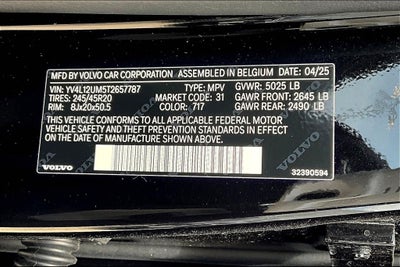 MFD BY VOLVO CAR CORPORATION ASSEMBLED IN BELGIUM DATE 04/25
VIN: YV4L12UM5T2657787 TYPE: MPV GVWR: 5025 LB
TIRES: 245/45R20 MARKET CODE: 31 GAWR FRONT: 2645 LB
RIM: 8Jx20x50.5 COLOR: 717 GAWR REAR: 2490 LB
THIS VEHICLE CONFORMS TO ALL APPLICABLE FEDERAL MOTOR
VEHICLE SAFETY AND THEFT PREVENTION STANDARDS IN EFFECT
ON THE DATE OF MANUFACTURE SHOWN ABOVE.
VOLVO
32390594